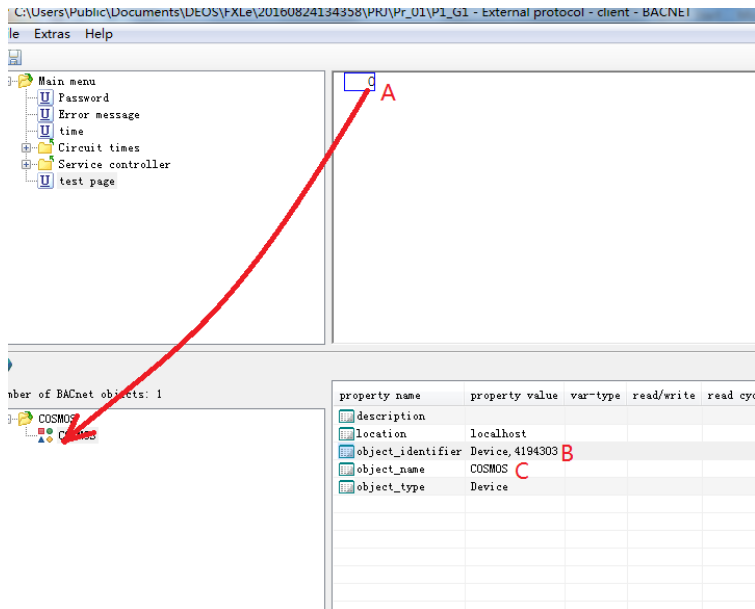 C:\Users\Public\Documents\DEOS\FXLe\20160824134358\PRJ\Pr_01\P1_G1 - External protocol - client - BACNET
le Extras Help
Main menu
Password
Error message
time
Circuit times
Service controller
test page
0
A
mber of BACnet objects: 1
COSMOS
COSMOS
property name property value var-type read/write read cyc
description
location localhost
object_identifier Device, 4194303 B
object_name COSMOS C
object_type Device